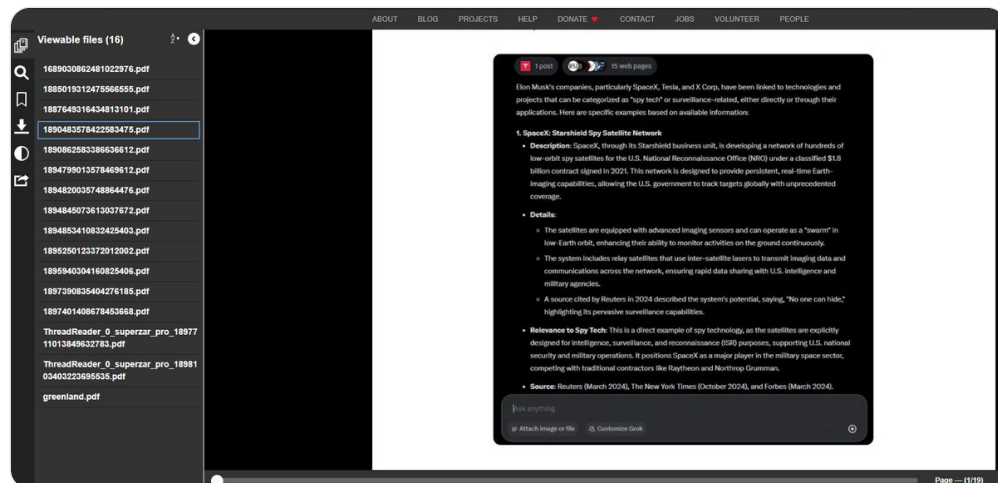 ABOUT BLOG PROJECTS HELP DONATE CONTACT JOBS VOLUNTEER PEOPLE
Viewable files (16)
1689030862481022976.pdf
1885019312475566555.pdf
1887649316434813101.pdf
1890483578422583475.pdf
1890862583386636612.pdf
1894799013578469612.pdf
1894820035748864476.pdf
1894845073613037672.pdf
1894853410832425403.pdf
1895250123372012002.pdf
1895940304160825406.pdf
1897390835404276185.pdf
1897401408678453668.pdf
ThreadReader_0_superzar_pro_18977
11013849632783.pdf
ThreadReader_0_superzar_pro_18981
03403223695535.pdf
greenland.pdf
1 post 15 web pages
Elon Musk's companies, particularly SpaceX, Tesla, and X Corp, have been linked to technologies and
projects that can be categorized as "spy tech" or surveillance-related, either directly or through their
applications. Here are specific examples based on available information:
1. SpaceX: Starshield Spy Satellite Network
• Description: SpaceX, through its Starshield business unit, is developing a network of hundreds of
low-orbit spy satellites for the U.S. National Reconnaissance Office (NRO) under a classified $1.8
billion contract signed in 2021. This network is designed to provide persistent, real-time Earth-
imaging capabilities, allowing the U.S. government to track targets globally with unprecedented
coverage.
• Details:
The satellites are equipped with advanced imaging sensors and can operate as a "swarm" in
low-Earth orbit, enhancing their ability to monitor activities on the ground continuously.
The system includes relay satellites that use inter-satellite lasers to transmit imaging data and
communications across the network, ensuring rapid data sharing with U.S. intelligence and
military agencies.
A source cited by Reuters in 2024 described the system's potential, saying, "No one can hide,"
highlighting its pervasive surveillance capabilities.
• Relevance to Spy Tech: This is a direct example of spy technology, as the satellites are explicitly
designed for intelligence, surveillance, and reconnaissance (ISR) purposes, supporting U.S. national
security and military operations. It positions SpaceX as a major player in the military space sector,
competing with traditional contractors like Raytheon and Northrop Grumman.
• Source: Reuters (March 2024), The New York Times (October 2024), and Forbes (March 2024).
Ask anything
Attach image or file Customize Grok
Page — (1/19)